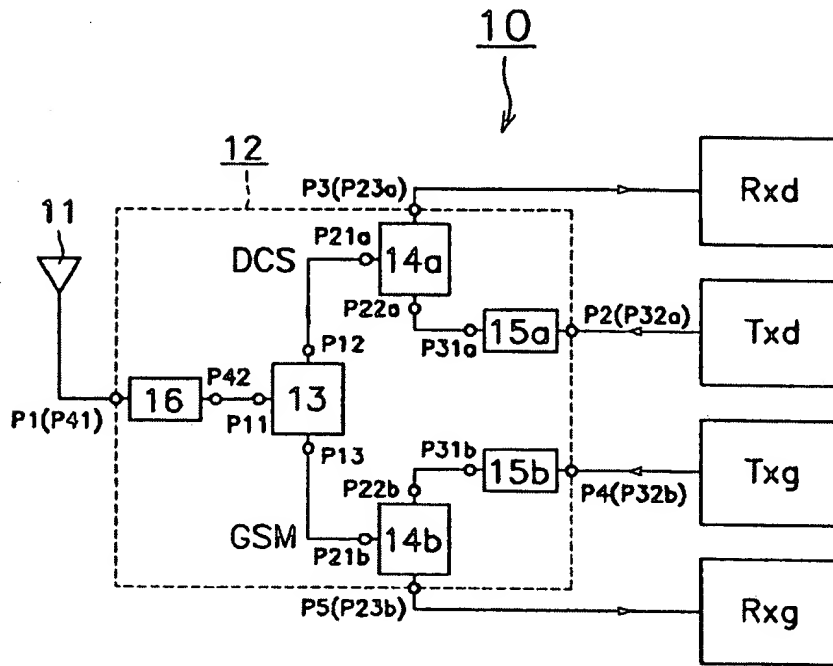 10
12
11
P3(P23a)
Rxd
P21a
DCS
14a
P22a
P2(P32a)
Txd
P31a
15a
P12
P42
16
13
P1(P41)
P11
P13
P31b
15b
Txg
P22b
P4(P32b)
GSM
14b
P21b
P5(P23b)
Rxg